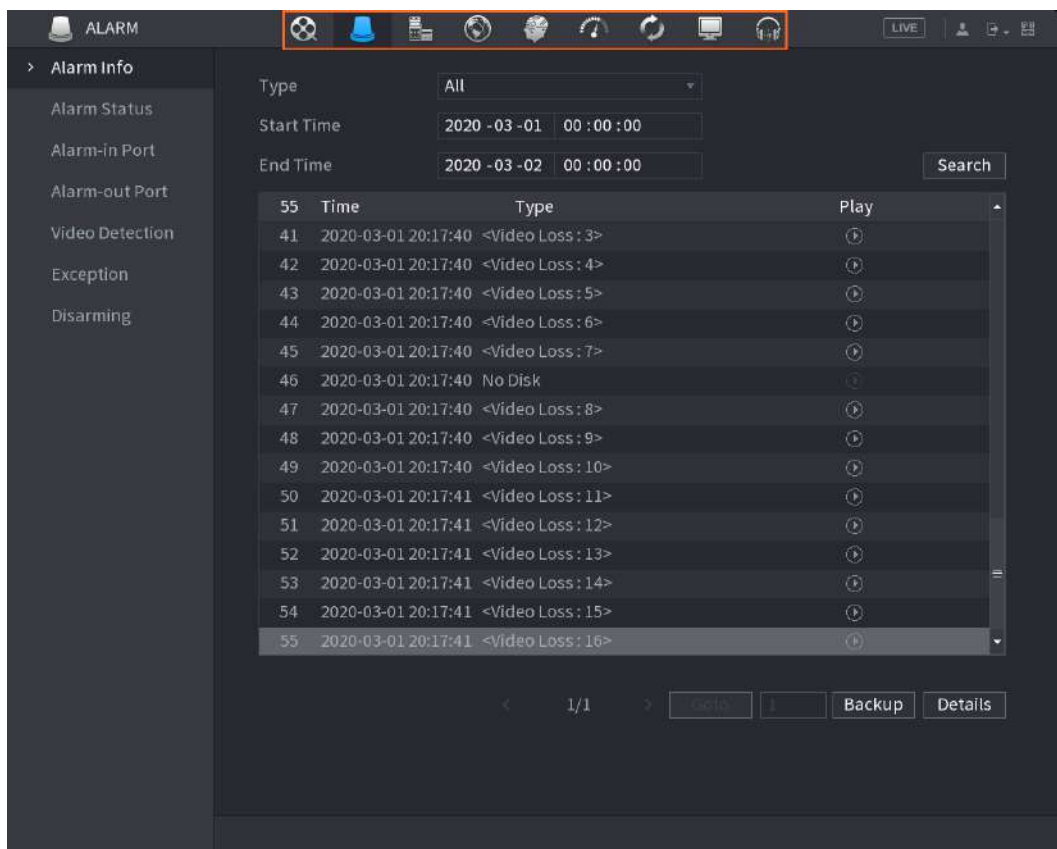 ALARM LIVE
> Alarm Info
Alarm Status
Alarm-in Port
Alarm-out Port
Video Detection
Exception
Disarming
Type All
Start Time 2020 -03 -01 00:00:00
End Time 2020 -03 -02 00:00:00 Search
55 Time Type Play
41 2020-03-01 20:17:40 <Video Loss : 3>
42 2020-03-01 20:17:40 <Video Loss : 4>
43 2020-03-01 20:17:40 <Video Loss : 5>
44 2020-03-01 20:17:40 <Video Loss : 6>
45 2020-03-01 20:17:40 <Video Loss : 7>
46 2020-03-01 20:17:40 No Disk
47 2020-03-01 20:17:40 <Video Loss : 8>
48 2020-03-01 20:17:40 <Video Loss : 9>
49 2020-03-01 20:17:40 <Video Loss : 10>
50 2020-03-01 20:17:41 <Video Loss : 11>
51 2020-03-01 20:17:41 <Video Loss : 12>
52 2020-03-01 20:17:41 <Video Loss : 13>
53 2020-03-01 20:17:41 <Video Loss : 14>
54 2020-03-01 20:17:41 <Video Loss : 15>
55 2020-03-01 20:17:41 <Video Loss : 16>
< 1/1 > Goto 1 Backup Details